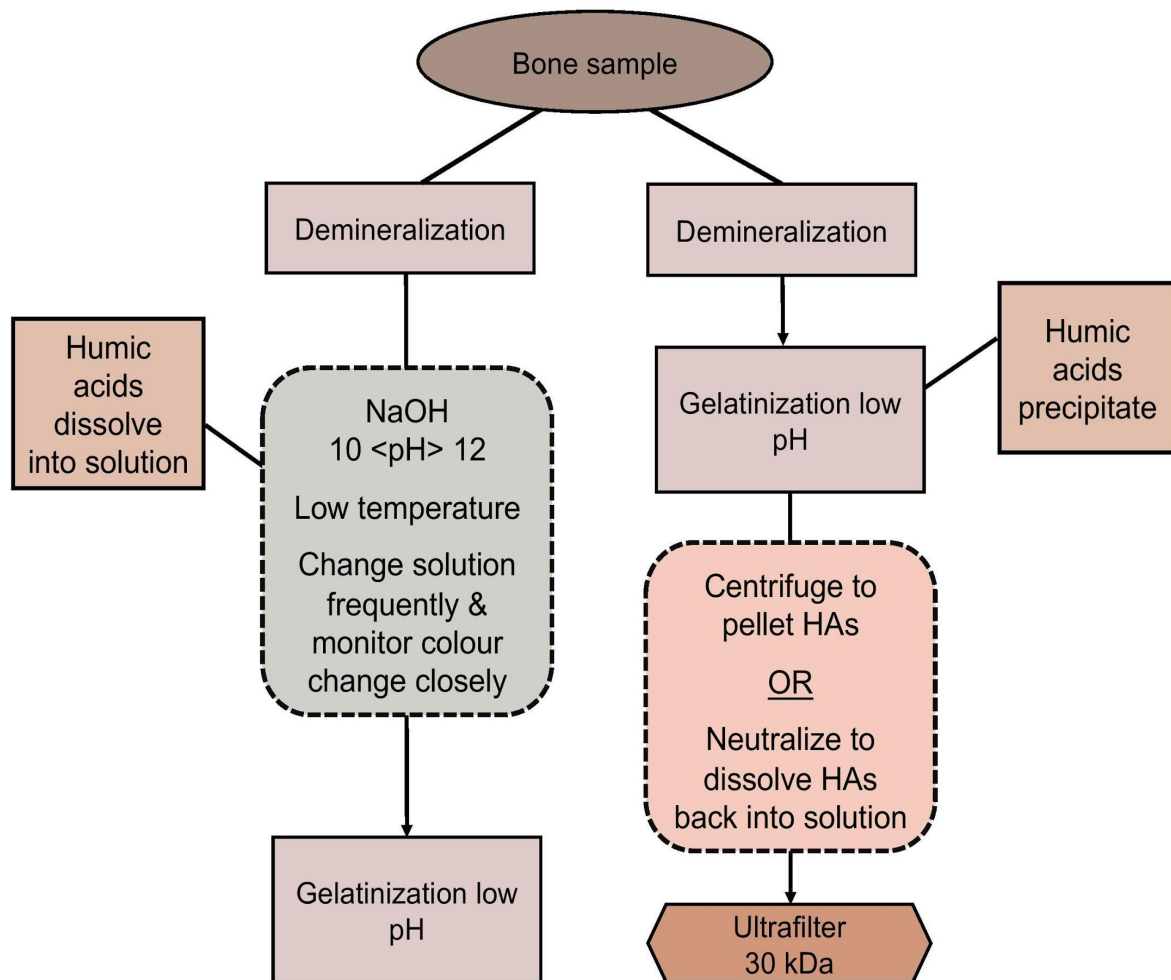 Bone sample
Demineralization
Demineralization
Humic
acids
dissolve
into solution
NaOH
10 <pH> 12
Low temperature
Change solution
frequently &
monitor colour
change closely
Gelatinization low
pH
Gelatinization low
pH
Humic
acids
precipitate
Centrifuge to
pellet HAs
OR
Neutralize to
dissolve HAs
back into solution
Ultrafilter
30 kDa